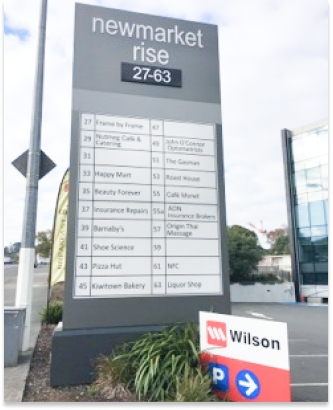 newmarket
rise
27-63
27 Frame by Frame 47
29 Nutmeg Cafe & Catering 49 John O'Connor Optometrists
31 51 The Gasman
33 Happy Mart 53 Roast House
35 Beauty Forever 55 Café Mereli
37 Insurance Repairs 55a AON Insurance Brokers
39 Barnaby's 57 Origin Thai Massage
41 Shoe Science 59
43 Pizza Hut 61 NFC
45 Kiwitown Bakery 63 Liquor Shop
Wilson
P